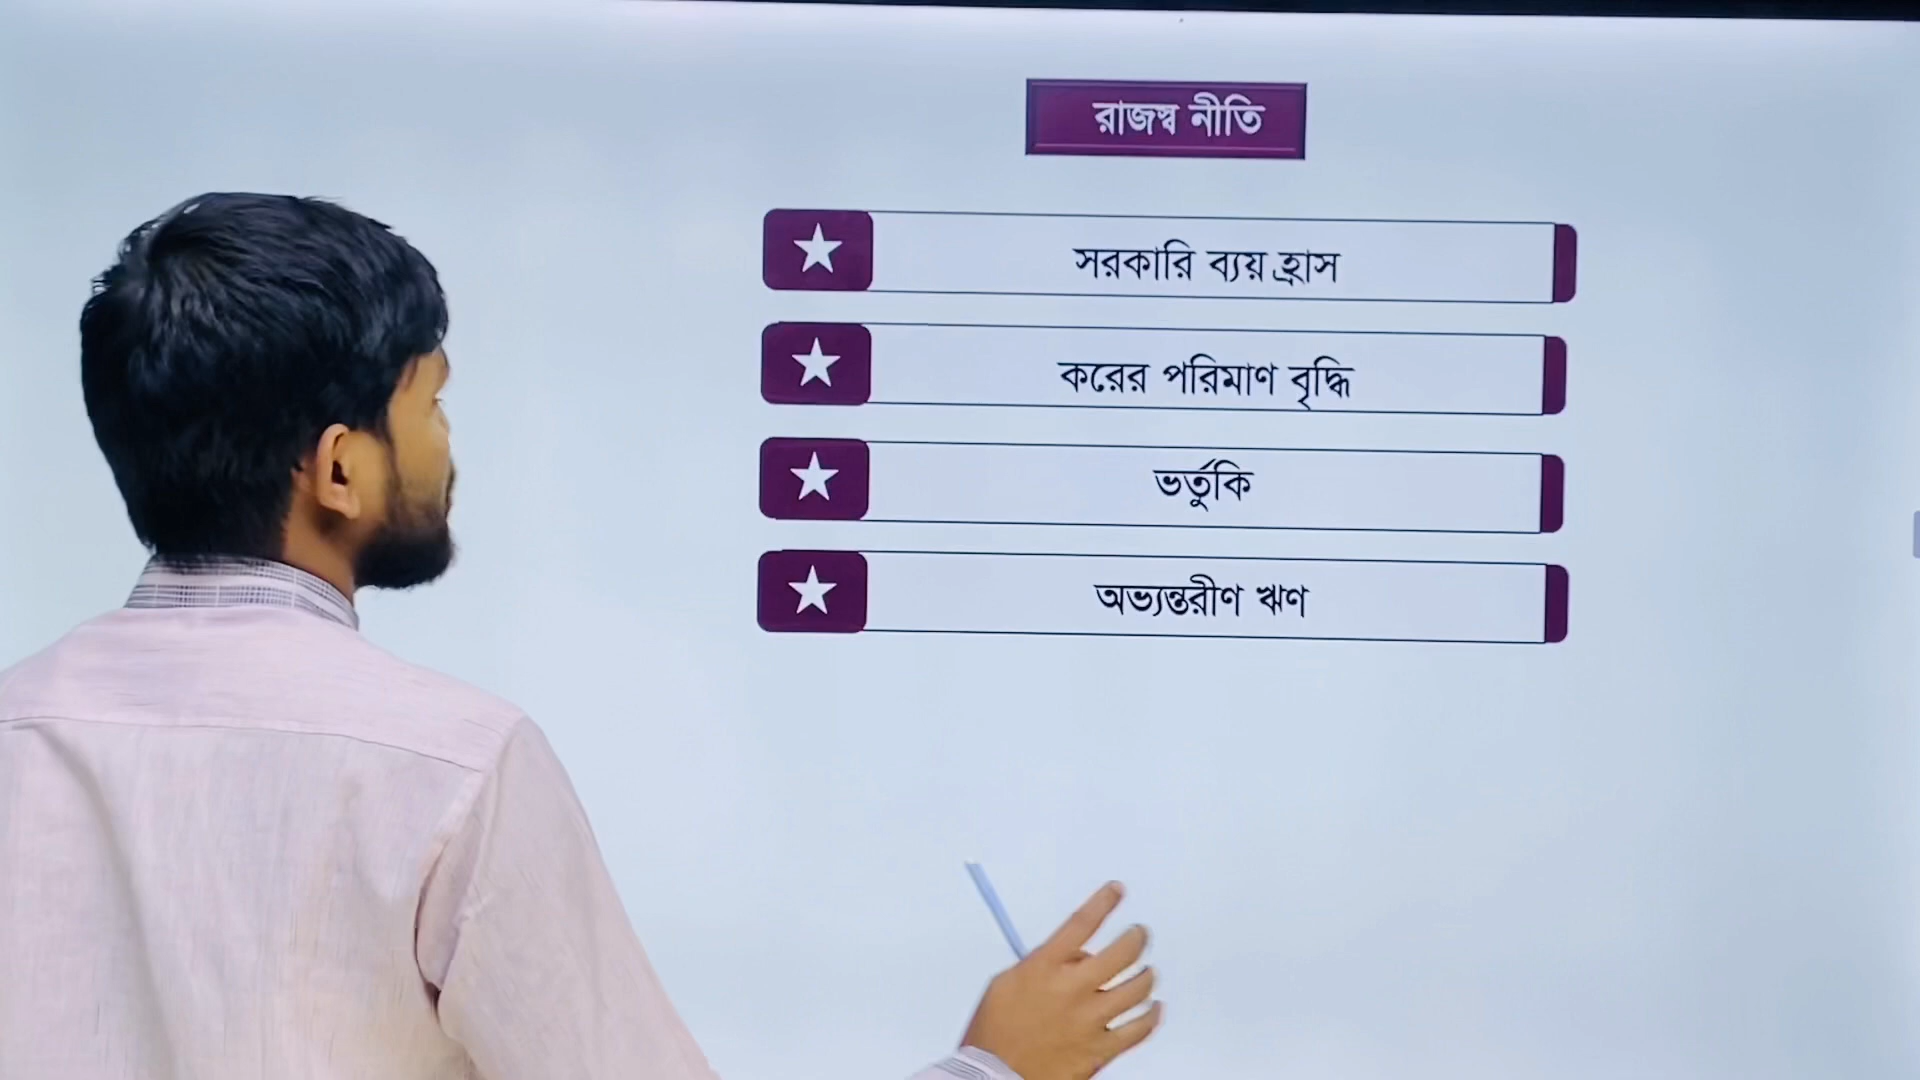 রাজস্ব নীতি
সরকারি ব্যয় হ্রাস
করের পরিমাণ বৃদ্ধি
ভর্তুকি
অভ্যন্তরীণ ঋণ